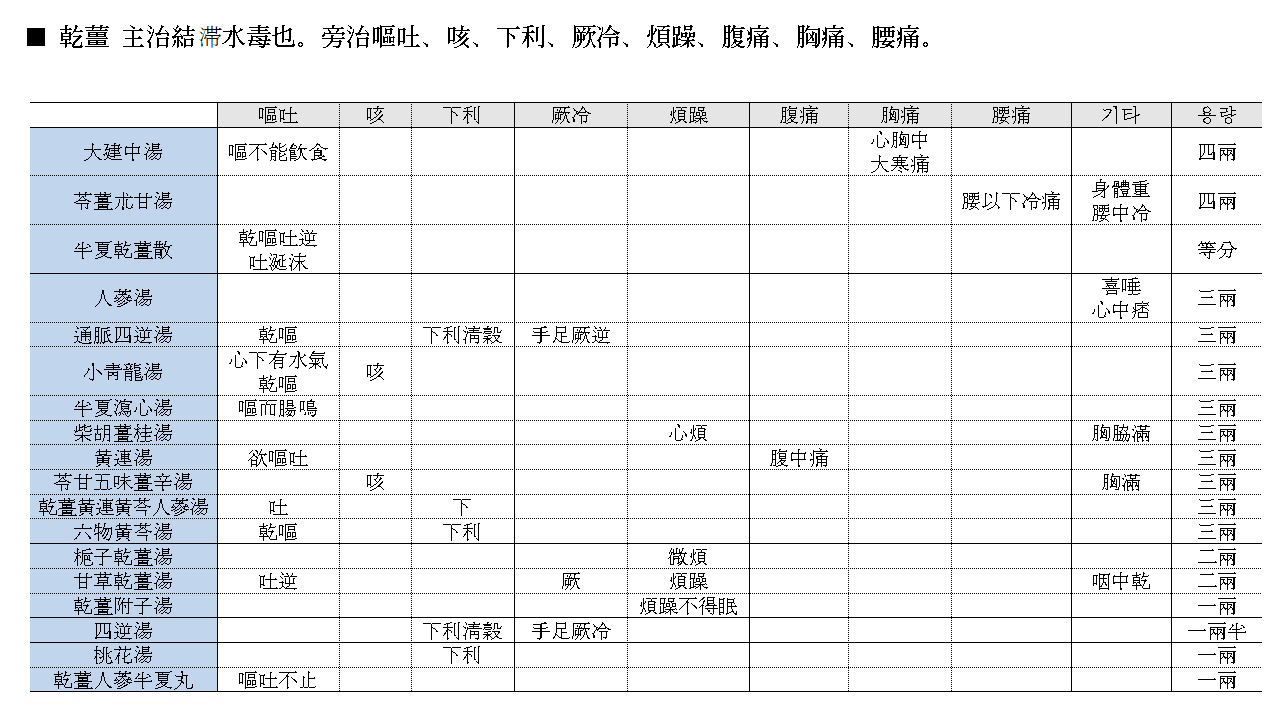 ■ 乾薑 主治結滯水毒也。旁治嘔吐、咳、下利、厥冷、煩躁、腹痛、胸痛、腰痛。
嘔吐 咳 下利 厥冷 煩躁 腹痛 胸痛 腰痛 기타 용량
大建中湯 嘔不能飮食 心胸中 大寒痛 四兩
苓薑朮甘湯 腰以下冷痛 身體重 腰中冷 四兩
半夏乾薑散 乾嘔吐逆 吐涎沫 等分
人蔘湯 喜唾 心中痞 三兩
通脈四逆湯 乾嘔 下利淸穀 手足厥逆 三兩
小靑龍湯 心下有水氣 乾嘔 咳 三兩
半夏瀉心湯 嘔而腸鳴 三兩
柴胡薑桂湯 心煩 胸脇滿 三兩
黃連湯 欲嘔吐 腹中痛 三兩
苓甘五味薑辛湯 咳 胸滿 三兩
乾薑黃連黃芩人蔘湯 吐 下 三兩
六物黃芩湯 乾嘔 下利 三兩
梔子乾薑湯 微煩 二兩
甘草乾薑湯 吐逆 厥 煩躁 咽中乾 二兩
乾薑附子湯 煩躁不得眠 一兩
四逆湯 下利淸穀 手足厥冷 一兩半
桃花湯 下利 一兩
乾薑人蔘半夏丸 嘔吐不止 一兩